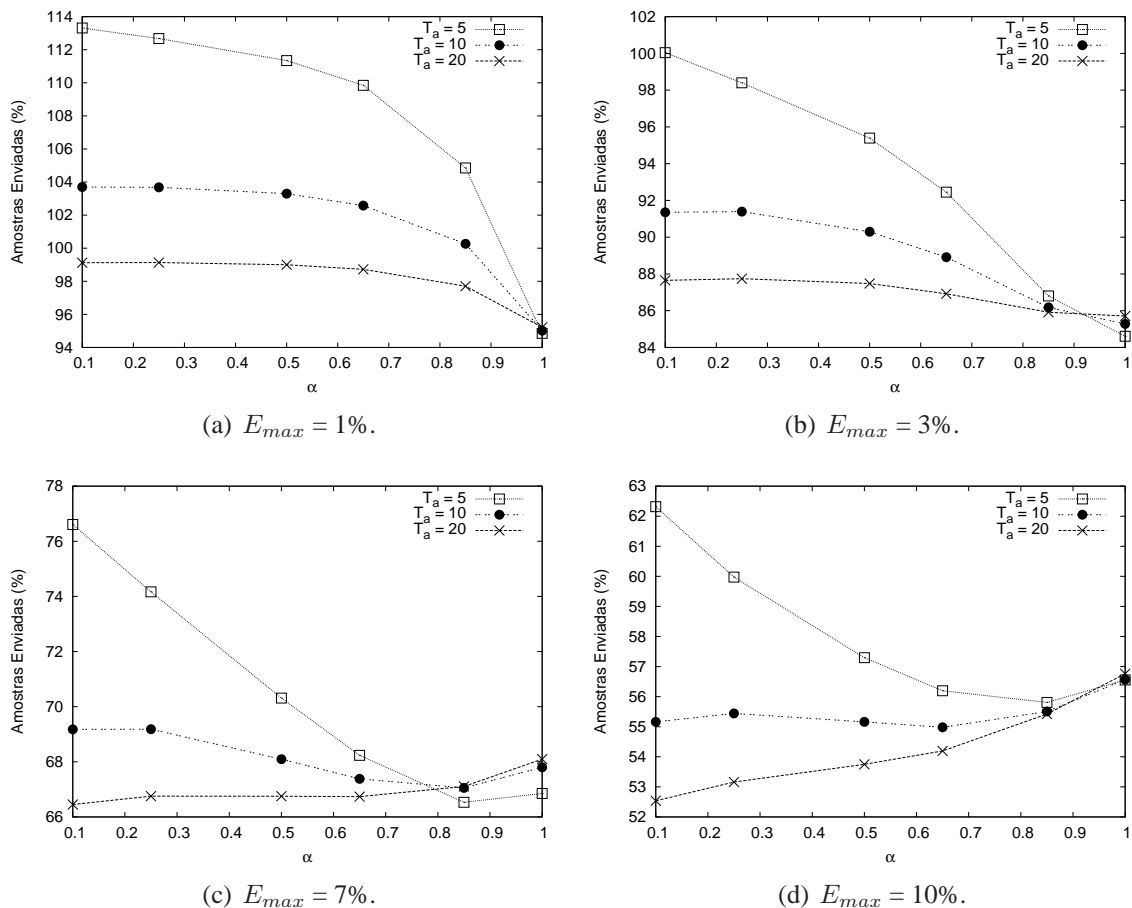 114
112
110
108
106
104
102
100
98
96
94
Amostras Enviadas (%)
0.1 0.2 0.3 0.4 0.5 0.6 0.7 0.8 0.9 1
α
T_a = 5
T_a = 10
T_a = 20
(a) E_max = 1%.
102
100
98
96
94
92
90
88
86
84
Amostras Enviadas (%)
0.1 0.2 0.3 0.4 0.5 0.6 0.7 0.8 0.9 1
α
T_a = 5
T_a = 10
T_a = 20
(b) E_max = 3%.
78
76
74
72
70
68
66
Amostras Enviadas (%)
0.1 0.2 0.3 0.4 0.5 0.6 0.7 0.8 0.9 1
α
T_a = 5
T_a = 10
T_a = 20
(c) E_max = 7%.
63
62
61
60
59
58
57
56
55
54
53
52
Amostras Enviadas (%)
0.1 0.2 0.3 0.4 0.5 0.6 0.7 0.8 0.9 1
α
T_a = 5
T_a = 10
T_a = 20
(d) E_max = 10%.